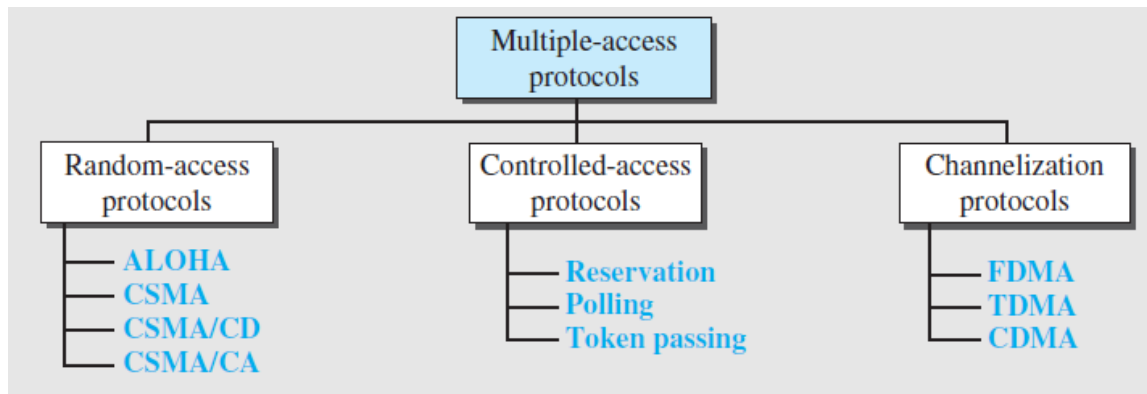 Multiple-access
protocols
Random-access
protocols
Controlled-access
protocols
Channelization
protocols
ALOHA
CSMA
CSMA/CD
CSMA/CA
Reservation
Polling
Token passing
FDMA
TDMA
CDMA